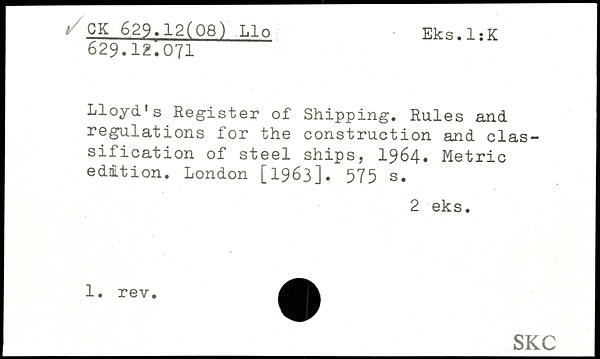 CK 629.12(08) Llo
Eks.1:K
629.12.071
Lloyd's Register of Shipping. Rules and
regulations for the construction and clas-
sification of steel ships, 1964. Metric
edition. London [1963]. 575 s.
2 eks.
1. rev.
SKC